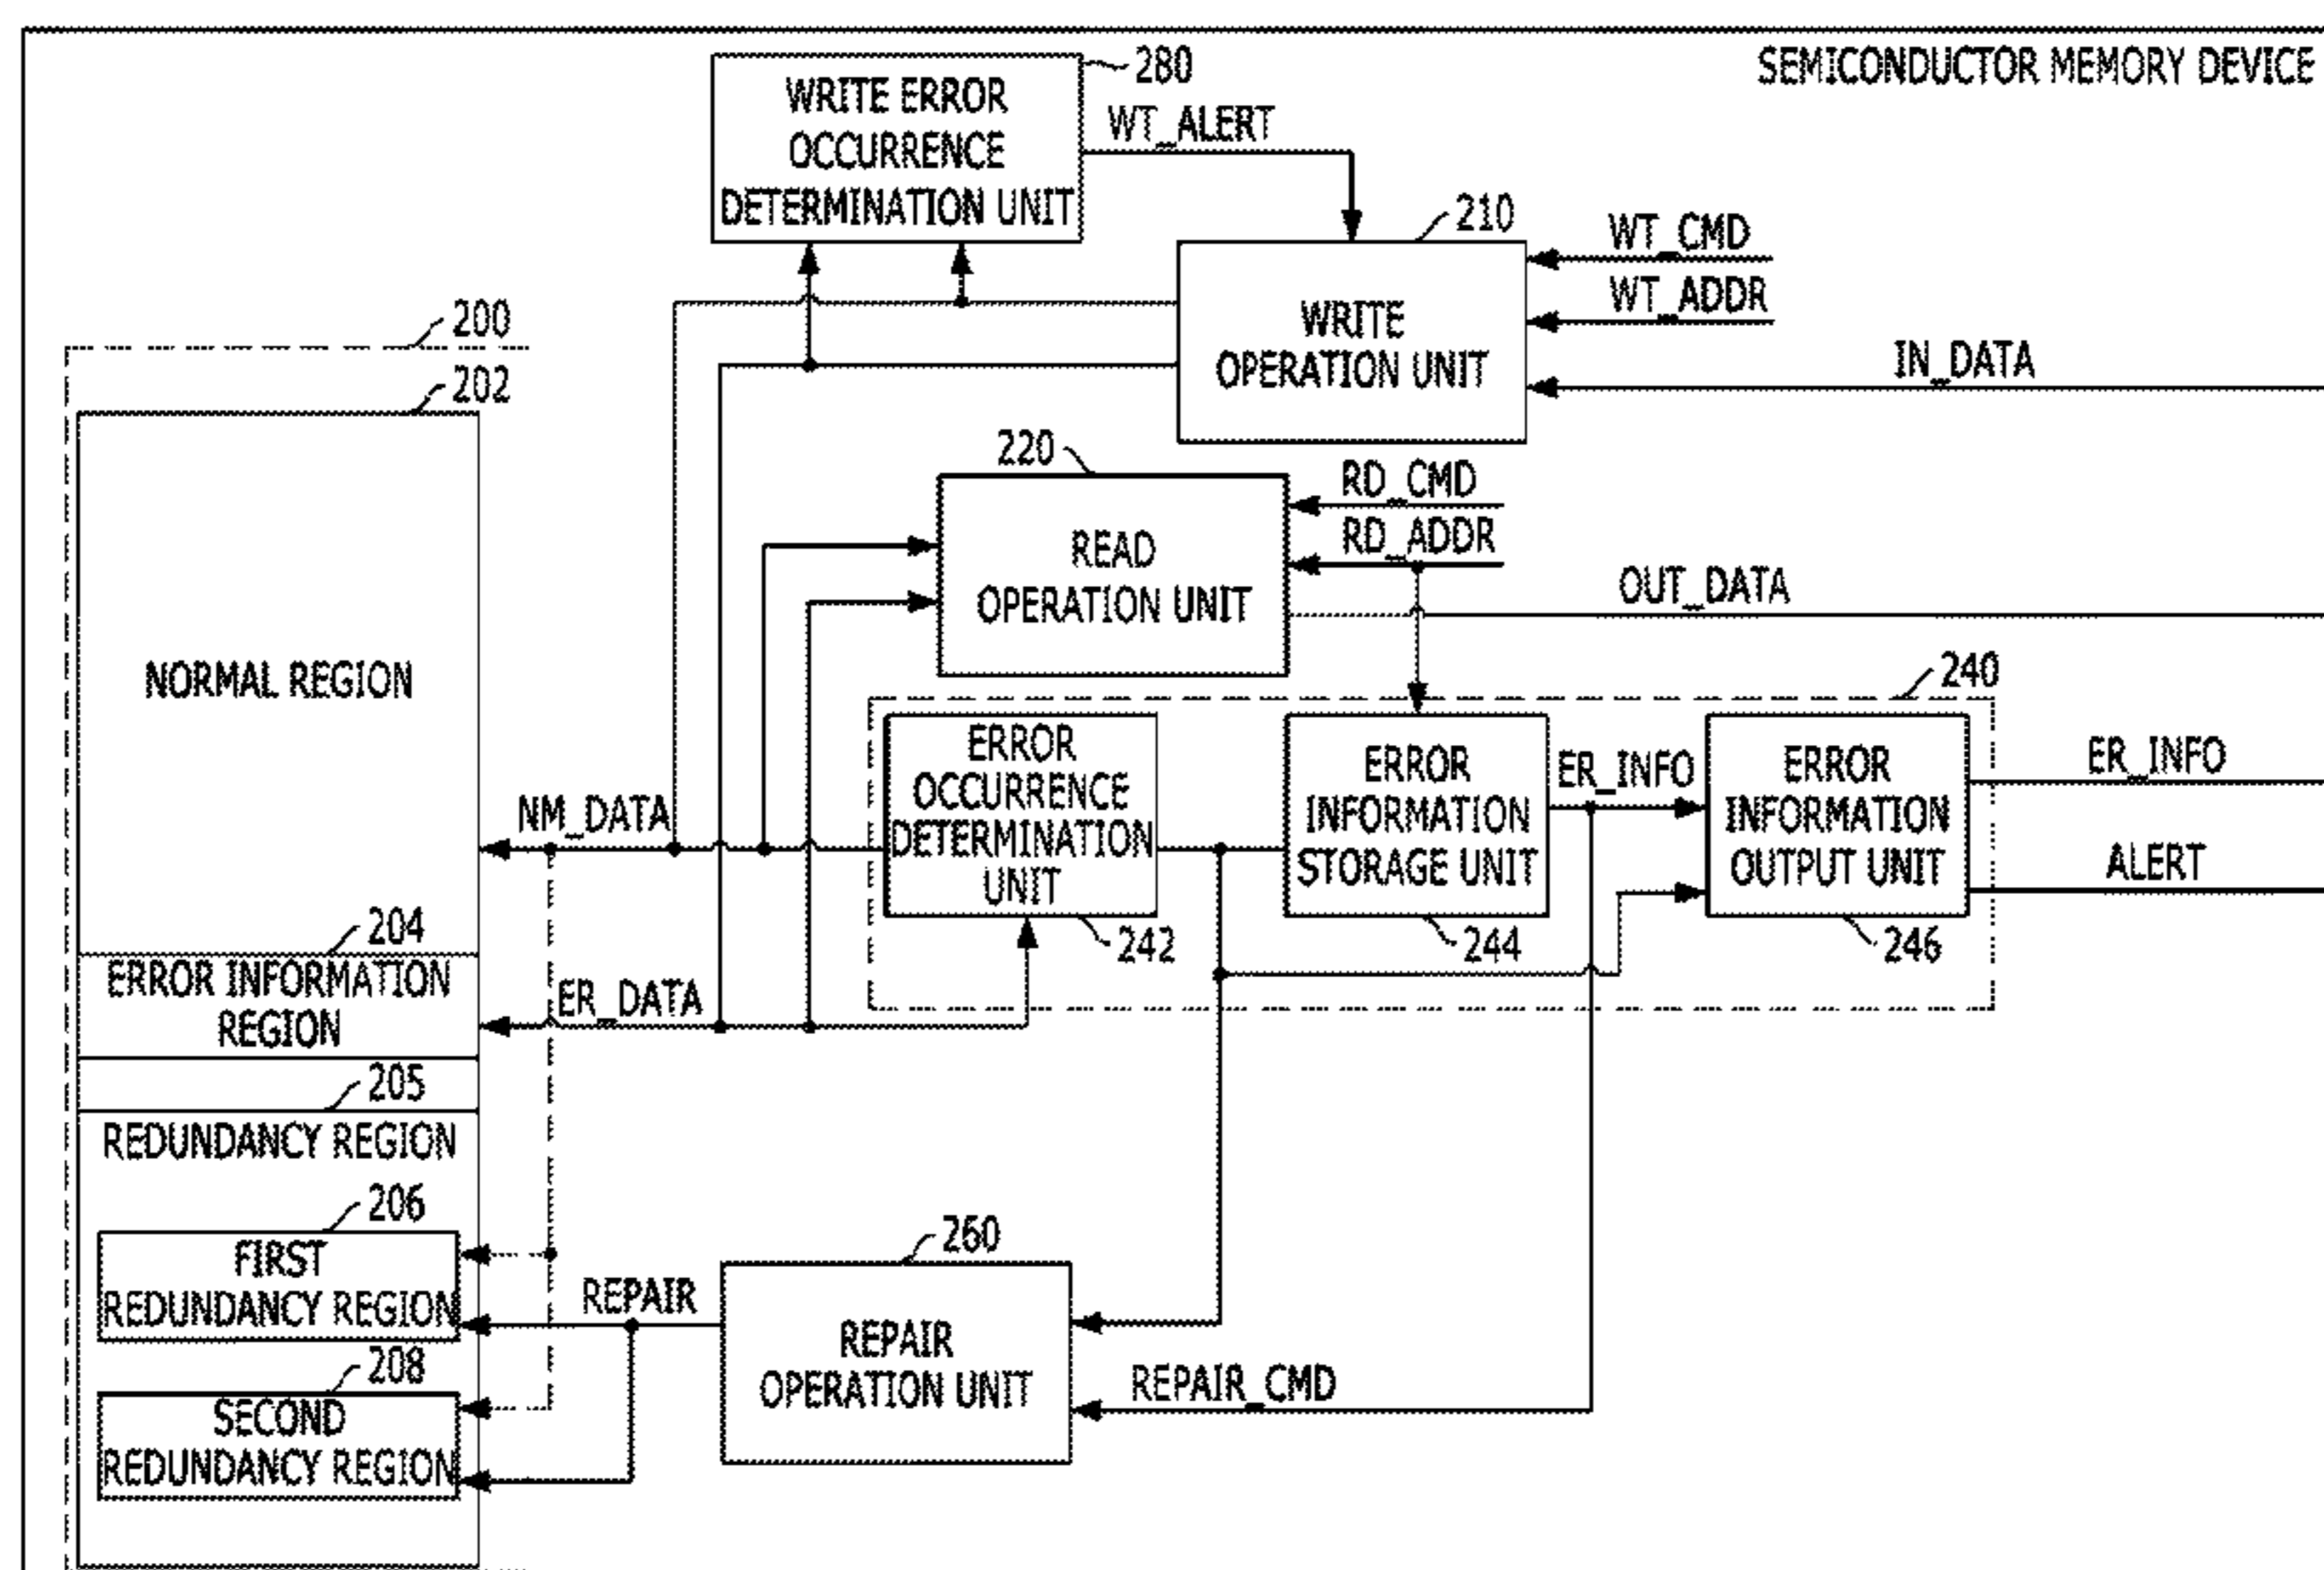 SEMICONDUCTOR MEMORY DEVICE
280
WRITE ERROR
OCCURRENCE
DETERMINATION UNIT
WT_ALERT
210
WT_CMD
WT_ADDR
IN_DATA
WRITE
OPERATION UNIT
200
202
220
RD_CMD
RD_ADDR
READ
OPERATION UNIT
OUT_DATA
NORMAL REGION
240
ERROR
OCCURRENCE
DETERMINATION
UNIT
ERROR
INFORMATION
STORAGE UNIT
ER_INFO
ERROR
INFORMATION
OUTPUT UNIT
ER_INFO
ALERT
NM_DATA
242
244
246
204
ERROR INFORMATION
REGION
ER_DATA
205
REDUNDANCY REGION
206
FIRST
REDUNDANCY REGION
REPAIR
260
REPAIR
OPERATION UNIT
REPAIR_CMD
208
SECOND
REDUNDANCY REGION